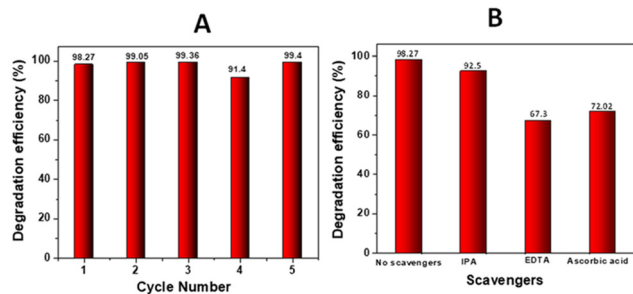 A
Degradation efficiency (%)
100
80
60
40
20
0
98.27
99.05
99.36
91.4
99.4
1
2
3
4
5
Cycle Number
B
Degradation efficiency (%)
100
80
60
40
20
0
98.27
92.5
67.3
72.02
No scavengers
IPA
EDTA
Ascorbic acid
Scavengers